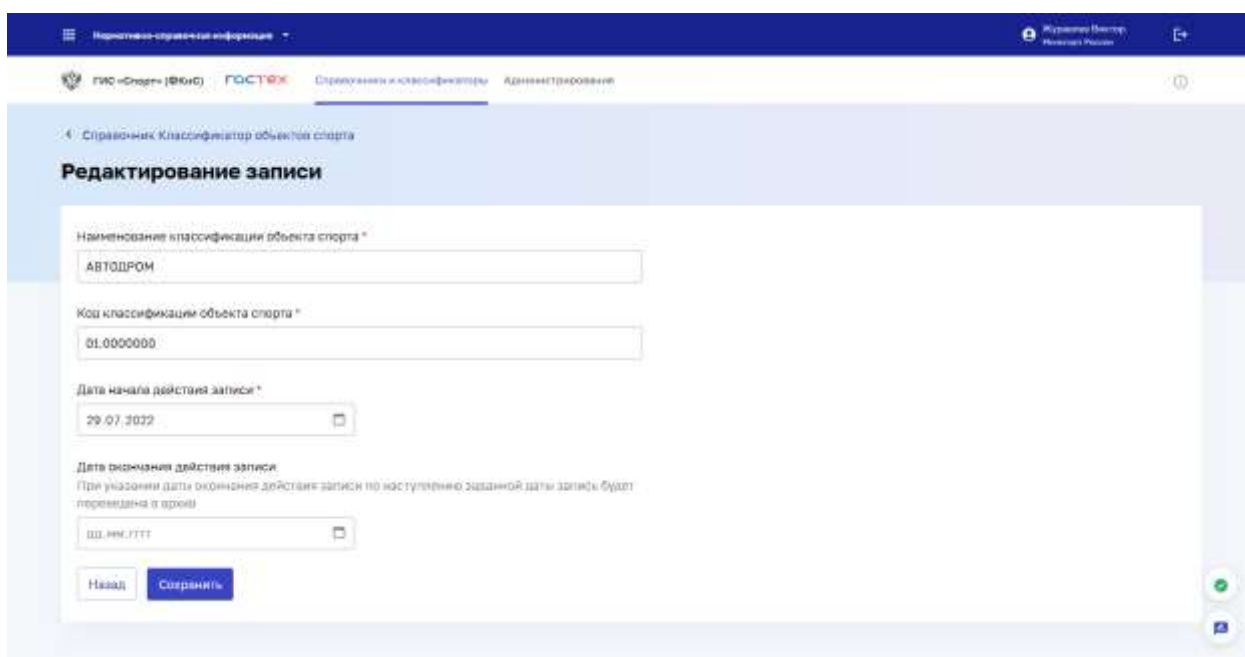 Нормативно-справочная информация
Журавлев Виктор
Минспорт России
ГИС «Спорт» (ФКиС) ГОСТЕХ Справочники и классификаторы Администрирование
Справочник Классификатор объектов спорта
Редактирование записи
Наименование классификации объекта спорта *
АВТОДРОМ
Код классификации объекта спорта *
01.0000000
Дата начала действия записи *
29.07.2022
Дата окончания действия записи
При указании даты окончания действия записи по наступлению заданной даты запись будет
переведена в архив
дд.мм.гггг
Назад Сохранить